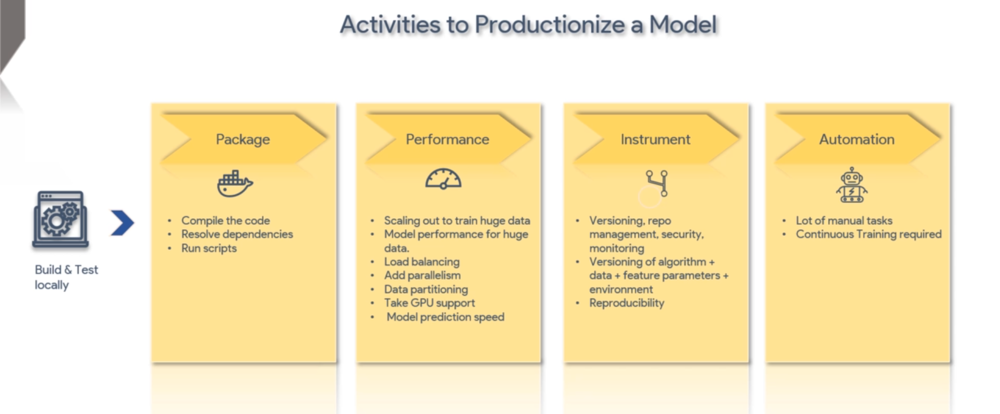 Activities to Productionize a Model
Build & Test
locally
Package
• Compile the code
• Resolve dependencies
• Run scripts
Performance
• Scaling out to train huge data
• Model performance for huge
data.
• Load balancing
• Add parallelism
• Data partitioning
• Take GPU support
• Model prediction speed
Instrument
• Versioning, repo
management, security,
monitoring
• Versioning of algorithm +
data + feature parameters +
environment
• Reproducibility
Automation
• Lot of manual tasks
• Continuous Training required